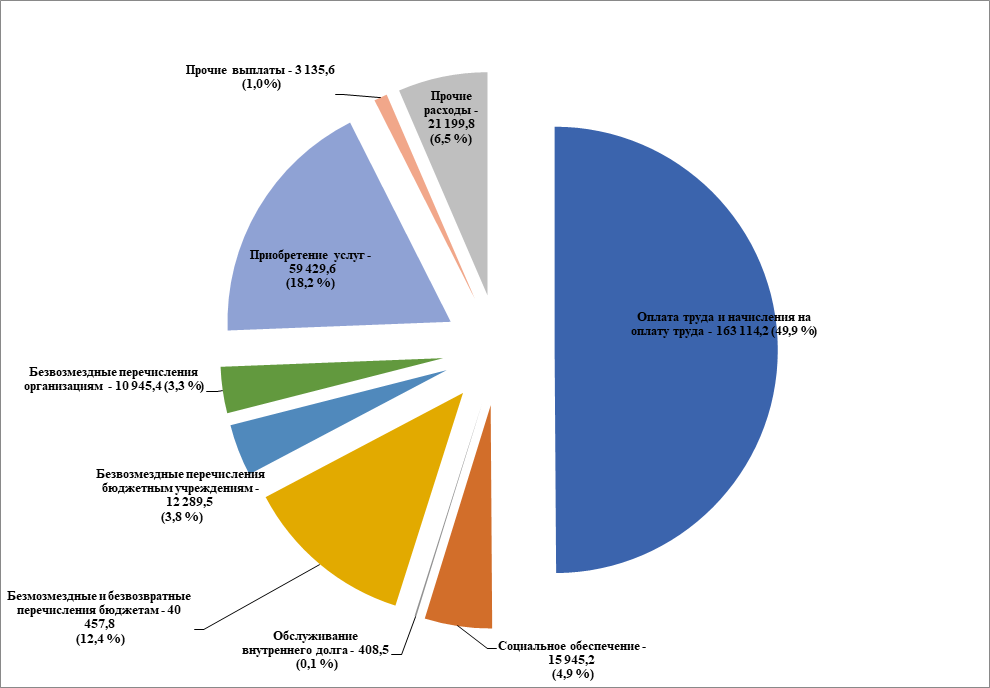 Прочие выплаты - 3 135,6
(1,0%)
Прочие
расходы -
21 199,8
(6,5 %)
Приобретение услуг -
59 429,6
(18,2 %)
Оплата труда и начисления на
оплату труда - 163 114,2 (49,9 %)
Безвозмездные перечисления
организациям - 10 945,4 (3,3 %)
Безвозмездные перечисления
бюджетным учреждениям -
12 289,5
(3,8 %)
Безмозмездные и безвозвратные
перечисления бюджетам - 40
457,8
(12,4 %)
Обслуживание
внутреннего долга - 408,5
(0,1 %)
Социальное обеспечение -
15 945,2
(4,9 %)